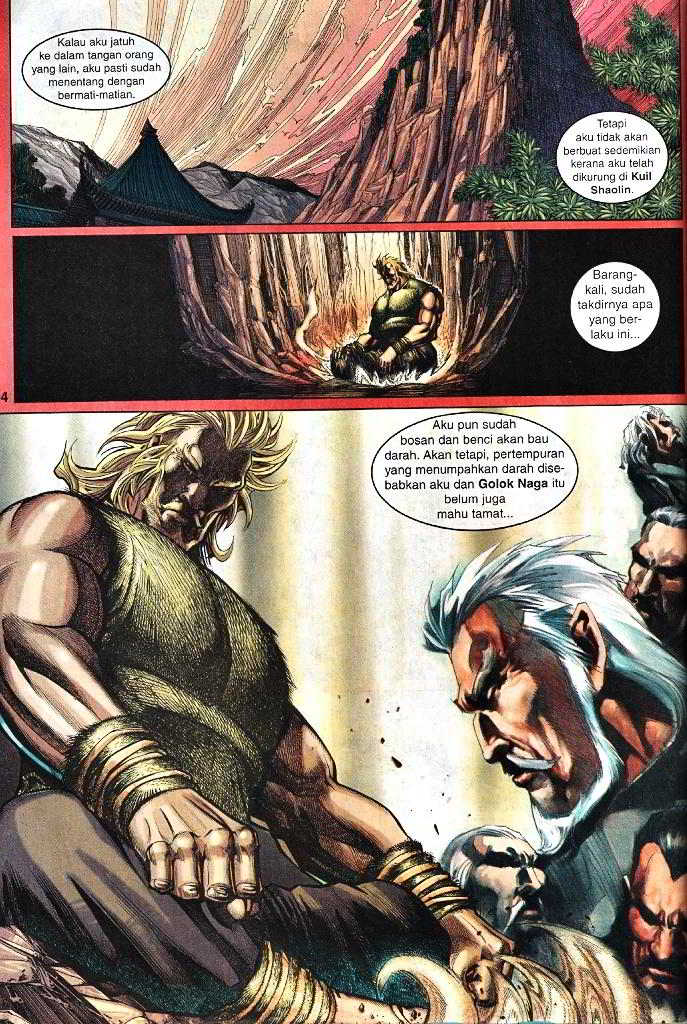 Kalau aku jatuh
ke dalam tangan orang
yang lain, aku pasti sudah
menentang dengan
bermati-matian.
Tetapi
aku tidak akan
berbuat sedemikian
kerana aku telah
dikurung di Kuil
Shaolin.
Barang-
kali, sudah
takdirnya apa
yang ber-
laku ini...
4
Aku pun sudah
bosan dan benci akan bau
darah. Akan tetapi, pertempuran
yang menumpahkan darah dise-
babkan aku dan Golok Naga itu
belum juga
mahu tamat...